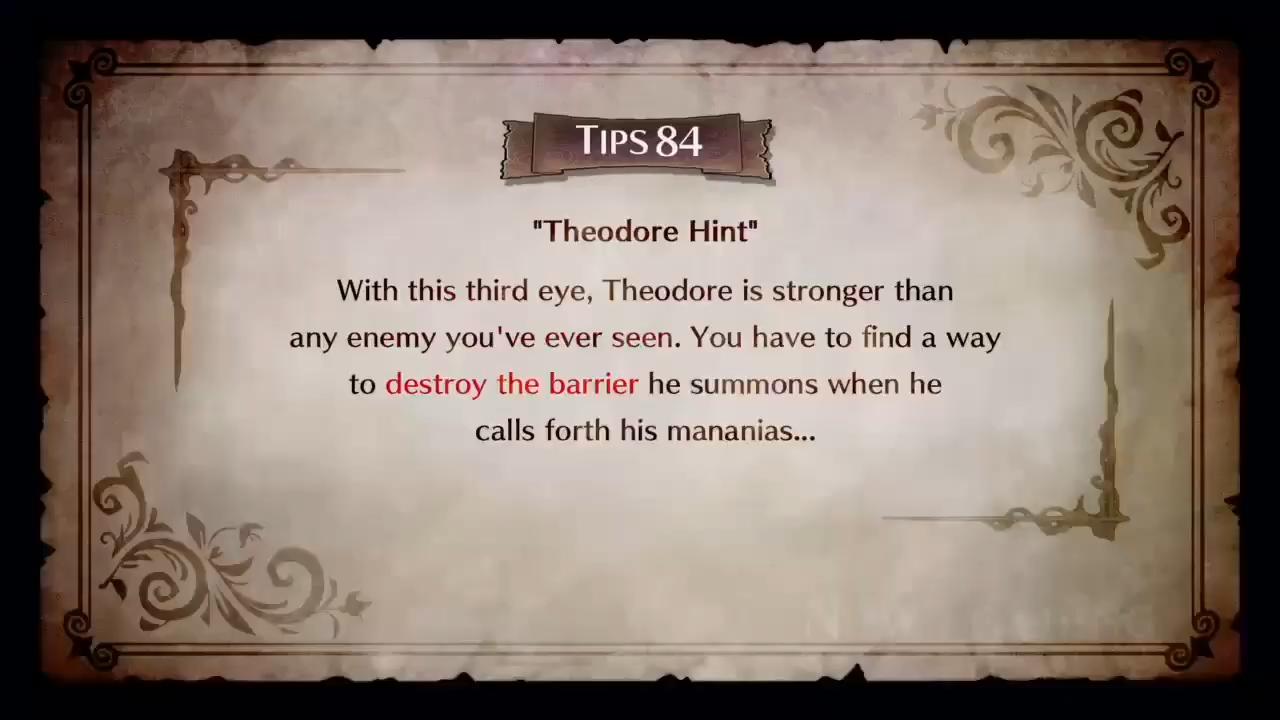 TIPS 84
"Theodore Hint"
With this third eye, Theodore is stronger than
any enemy you've ever seen. You have to find a way
to destroy the barrier he summons when he
calls forth his mananias...